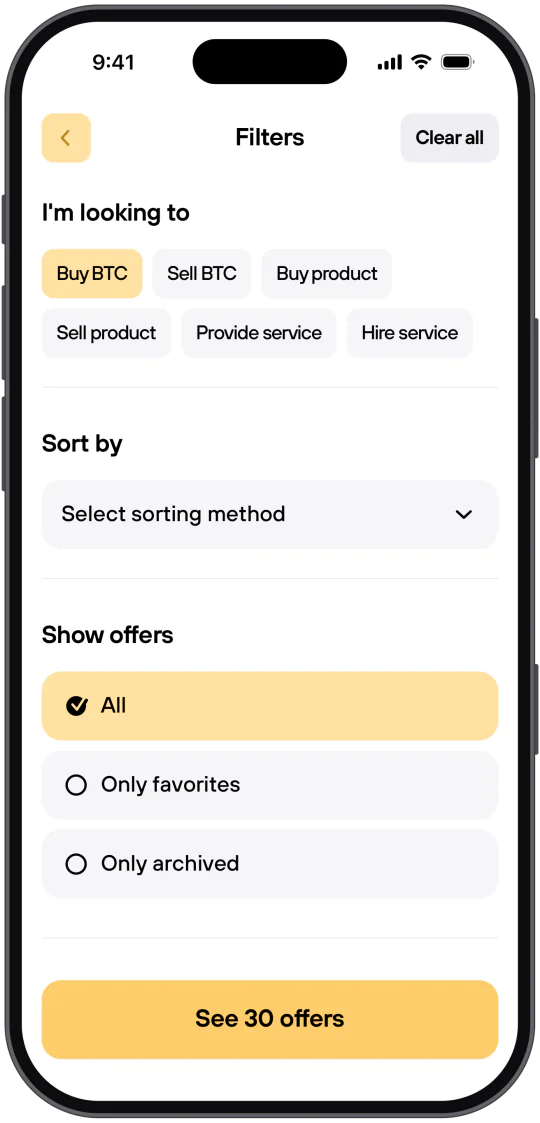 9:41
Filters
Clear all
I'm looking to
Buy BTC
Sell BTC
Buy product
Sell product
Provide service
Hire service
Sort by
Select sorting method
Show offers
All
Only favorites
Only archived
See 30 offers